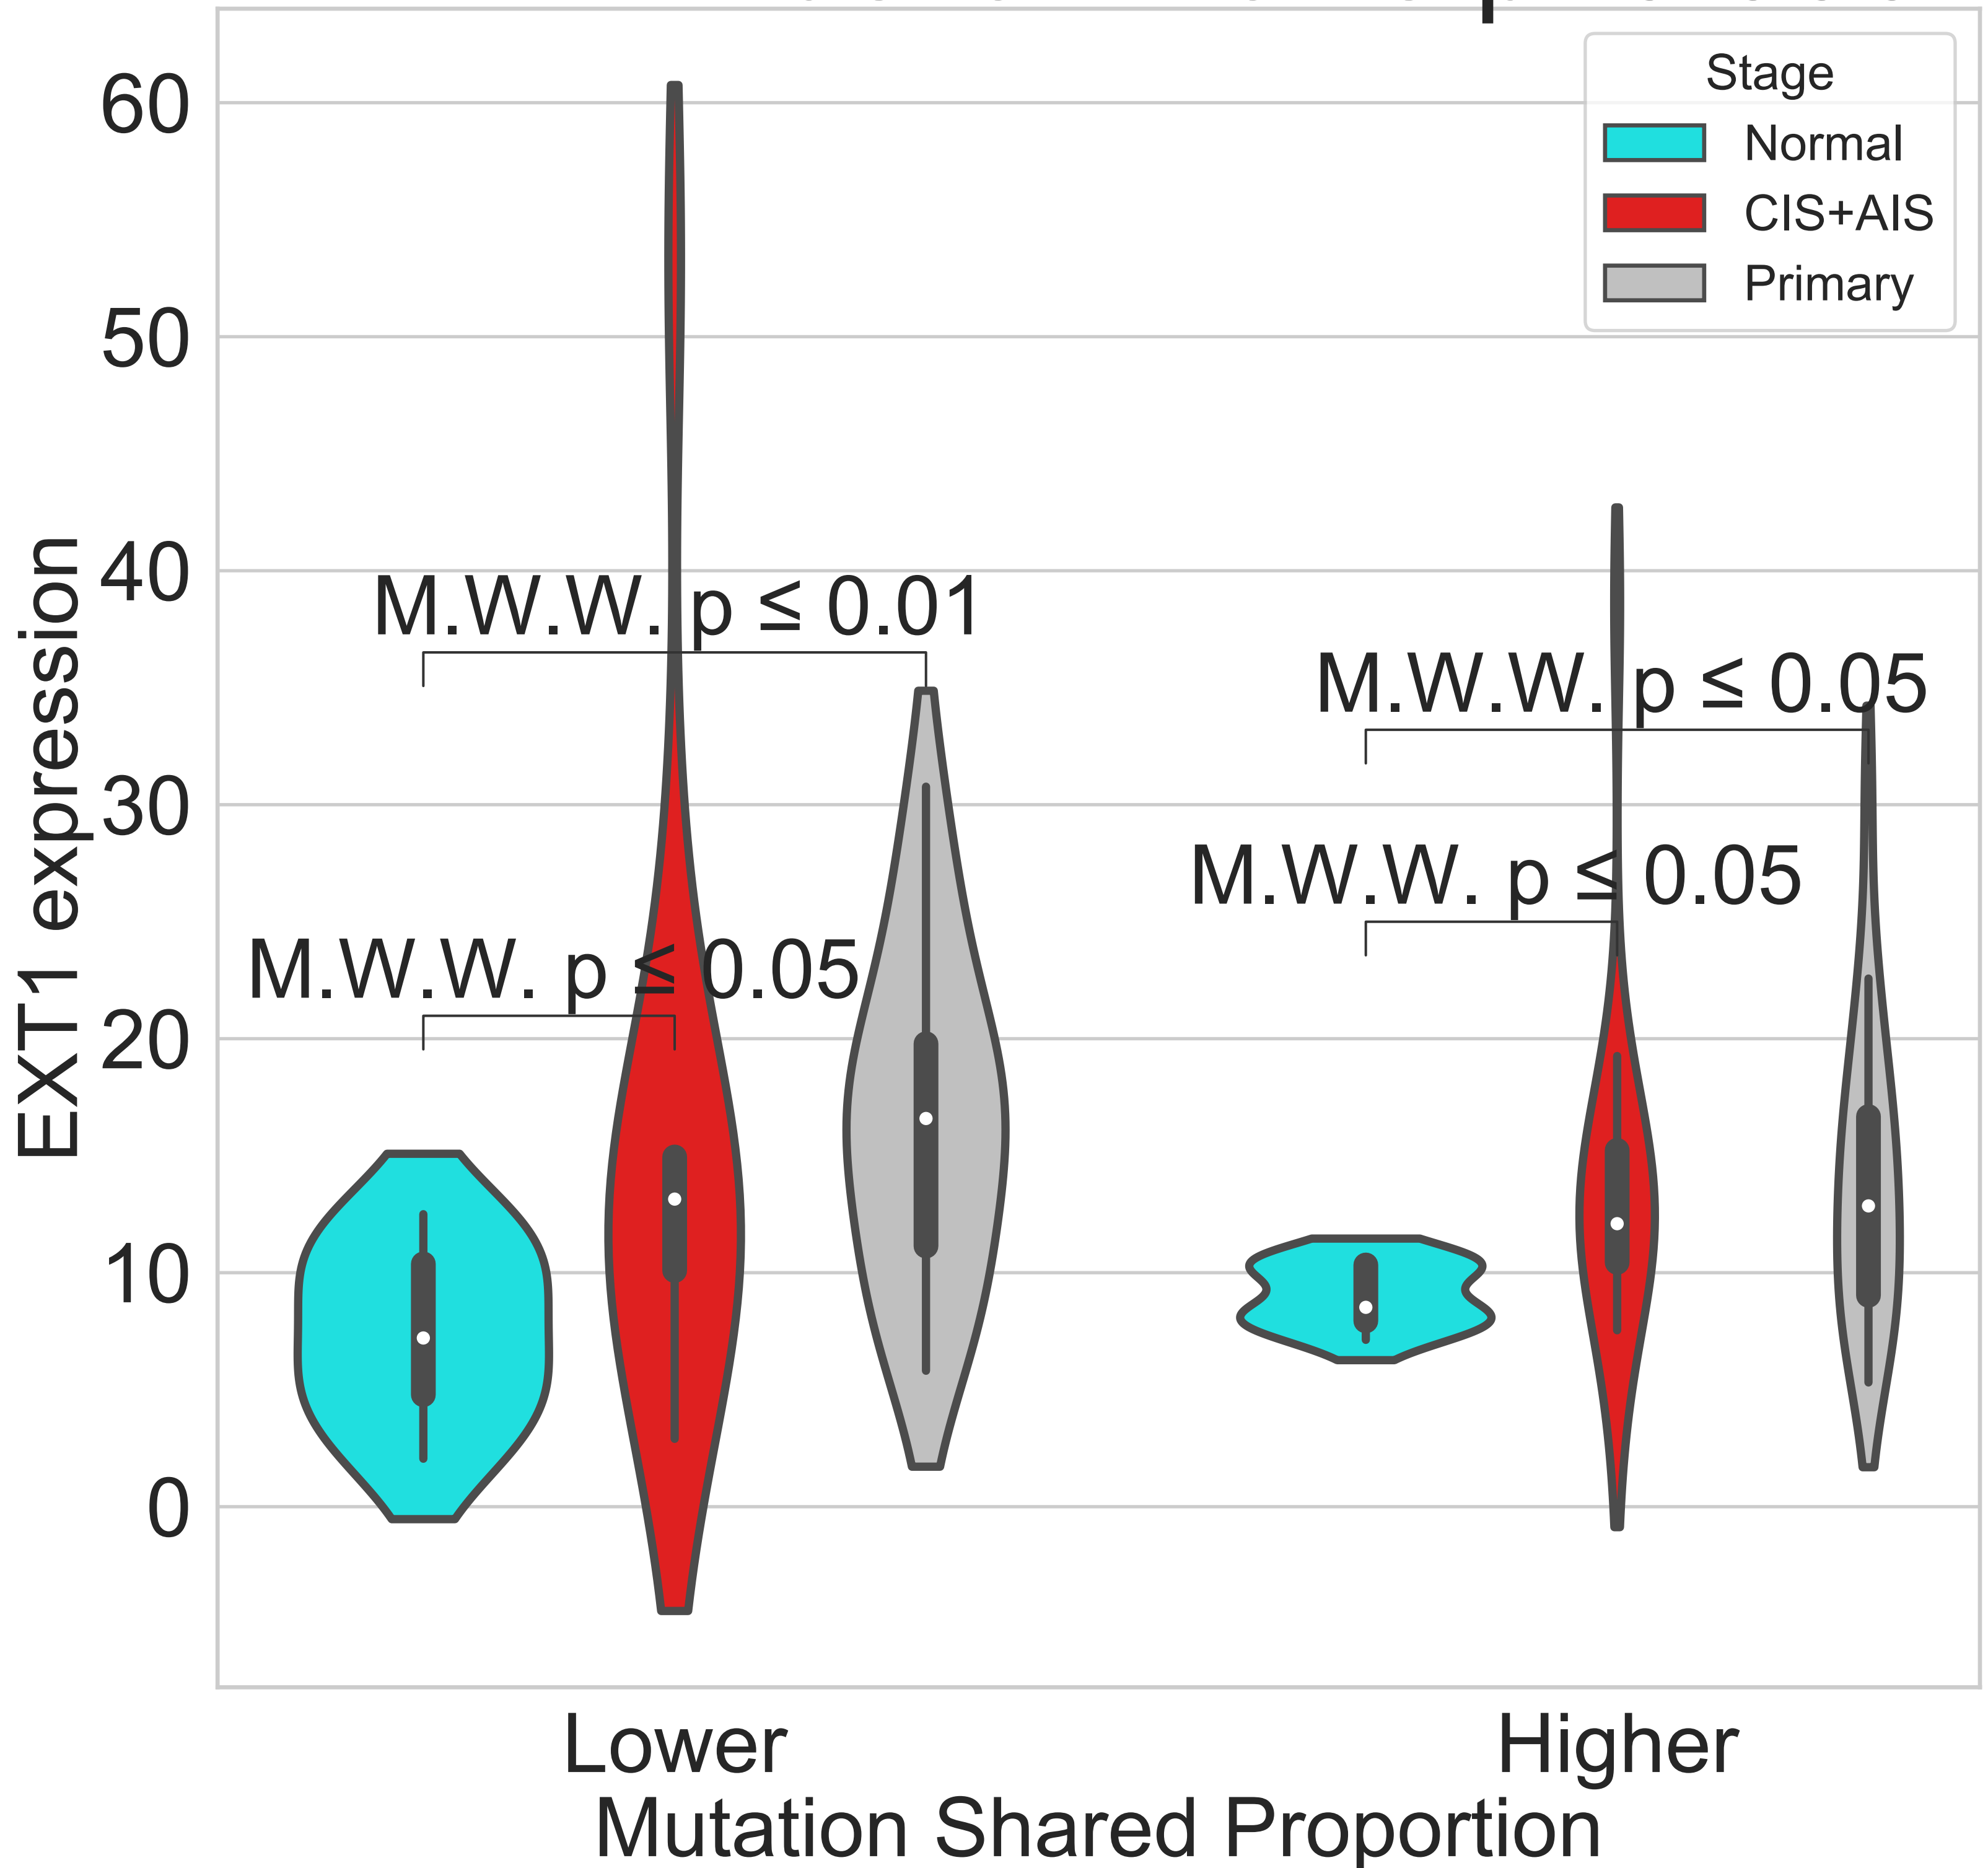 Stage
Normal
CIS+AIS
Primary
60
50
40
30
20
10
0
EXT1 expression
M.W.W. p ≤ 0.01
M.W.W. p ≤ 0.05
M.W.W. p ≤ 0.05
M.W.W. p ≤ 0.05
Lower
Higher
Mutation Shared Proportion